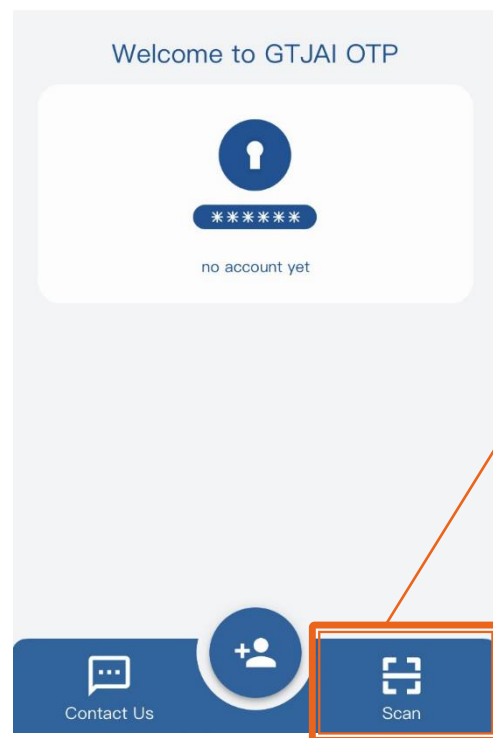 Welcome to GTJAI OTP
******
no account yet
Contact Us
Scan